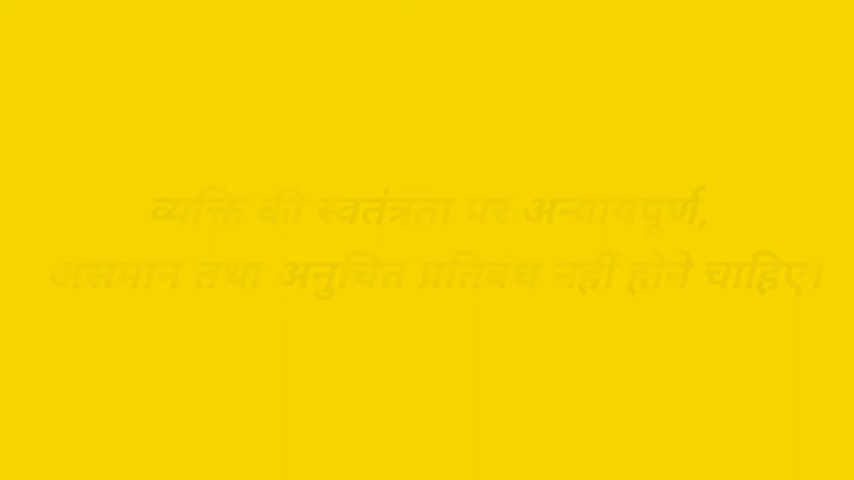 व्यक्ति की स्वतंत्रता पर अन्यायपूर्ण,
असमान तथा अनुचित प्रतिबंध नहीं होने चाहिए।